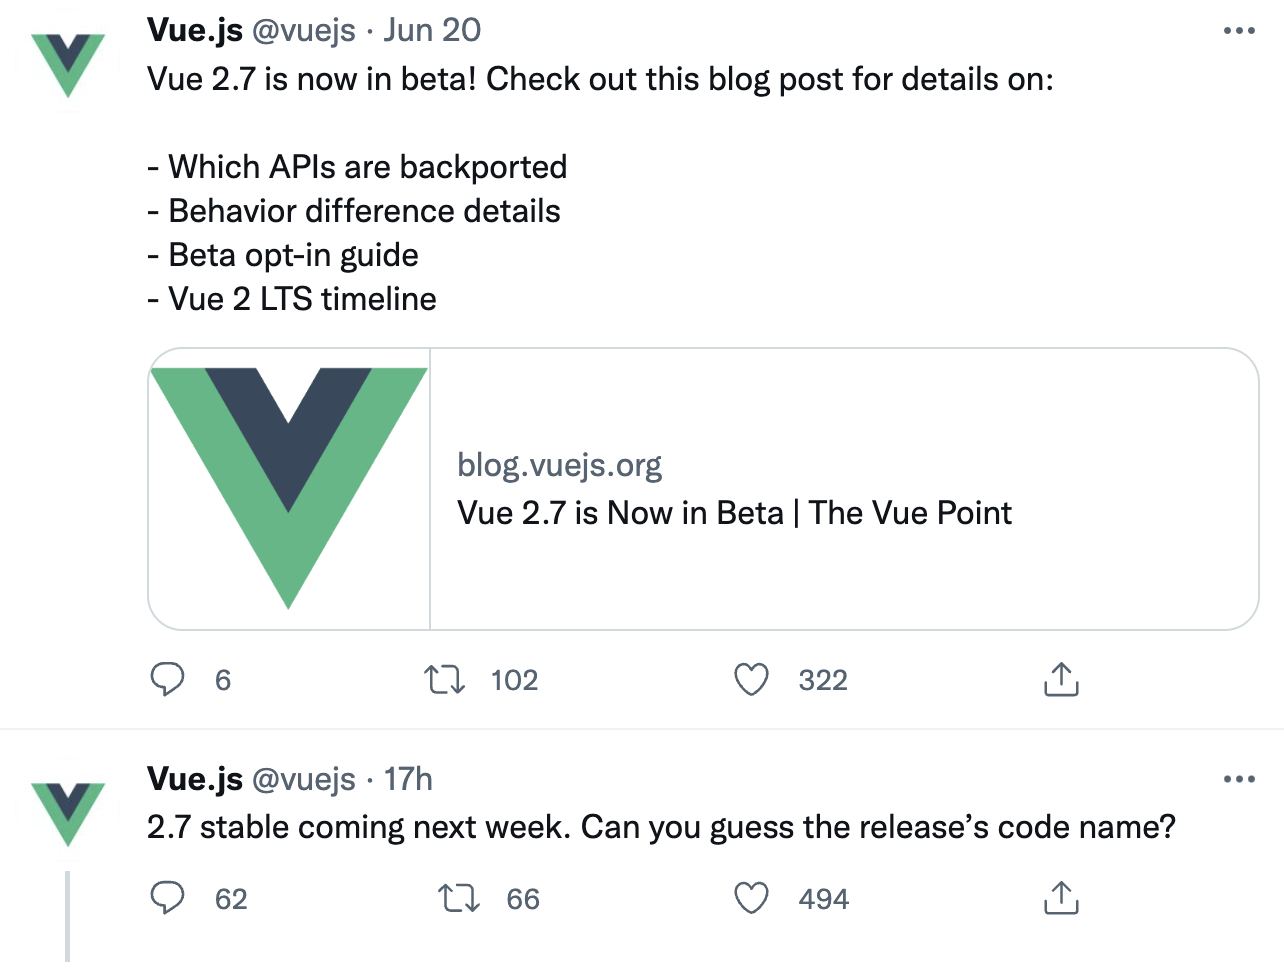 Vue.js @vuejs · Jun 20
Vue 2.7 is now in beta! Check out this blog post for details on:
- Which APIs are backported
- Behavior difference details
- Beta opt-in guide
- Vue 2 LTS timeline
blog.vuejs.org
Vue 2.7 is Now in Beta | The Vue Point
6 102 322
Vue.js @vuejs · 17h
2.7 stable coming next week. Can you guess the release’s code name?
62 66 494